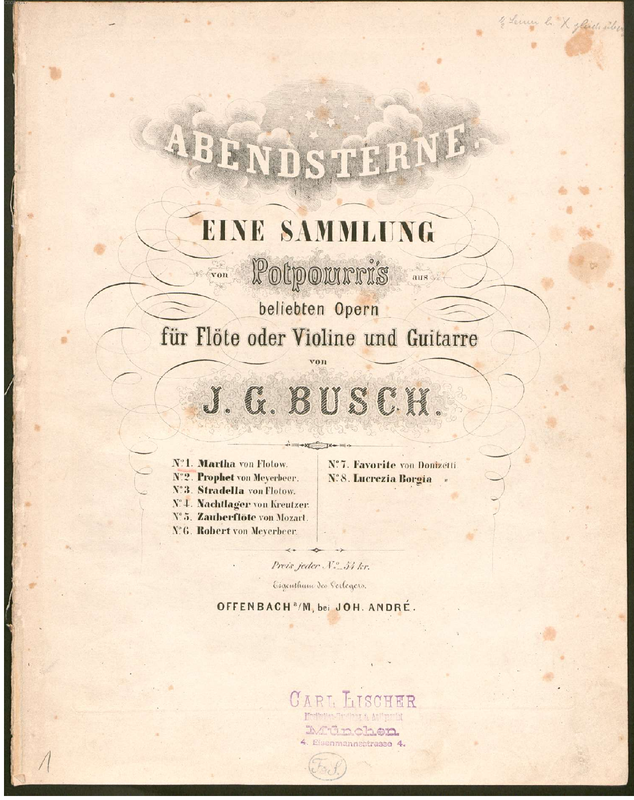 ABENDSTERNE.
EINE SAMMLUNG
von Potpourri's aus
beliebten Opern
für Flöte oder Violine und Guitarre
von
J. G. BUSCH.
No. 1. Martha von Flotow.
No. 2. Prophet von Meyerbeer.
No. 3. Stradella von Flotow.
No. 4. Nachtlager von Kreutzer.
No. 5. Zauberflöte von Mozart.
No. 6. Robert von Meyerbeer.
No. 7. Favorite von Donizetti
No. 8. Lucrezia Borgia "
Preis jeder No. 54 kr.
Eigenthum des Verlegers.
OFFENBACH a/M, bei JOH. ANDRÉ.
CARL LISCHER
München
4. Eisenmannstrasse 4.
1